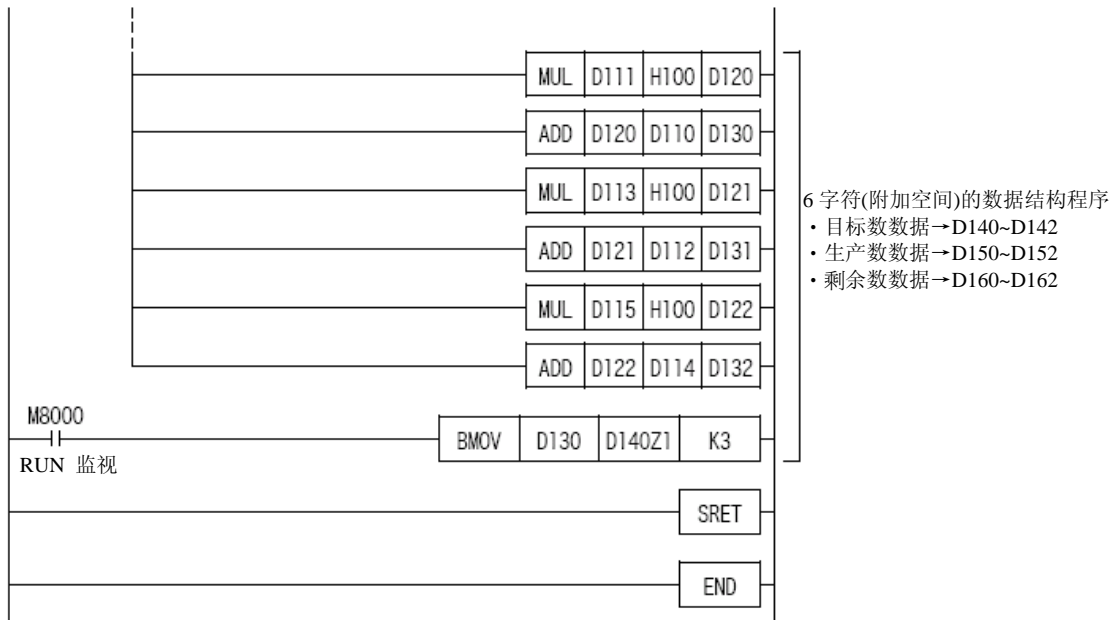 MUL D111 H100 D120
ADD D120 D110 D130
MUL D113 H100 D121
ADD D121 D112 D131
MUL D115 H100 D122
ADD D122 D114 D132
6 字符(附加空间)的数据结构程序
·目标数数据→D140~D142
·生产数数据→D150~D152
·剩余数数据→D160~D162
M8000
RUN 监视
BMOV D130 D140Z1 K3
SRET
END